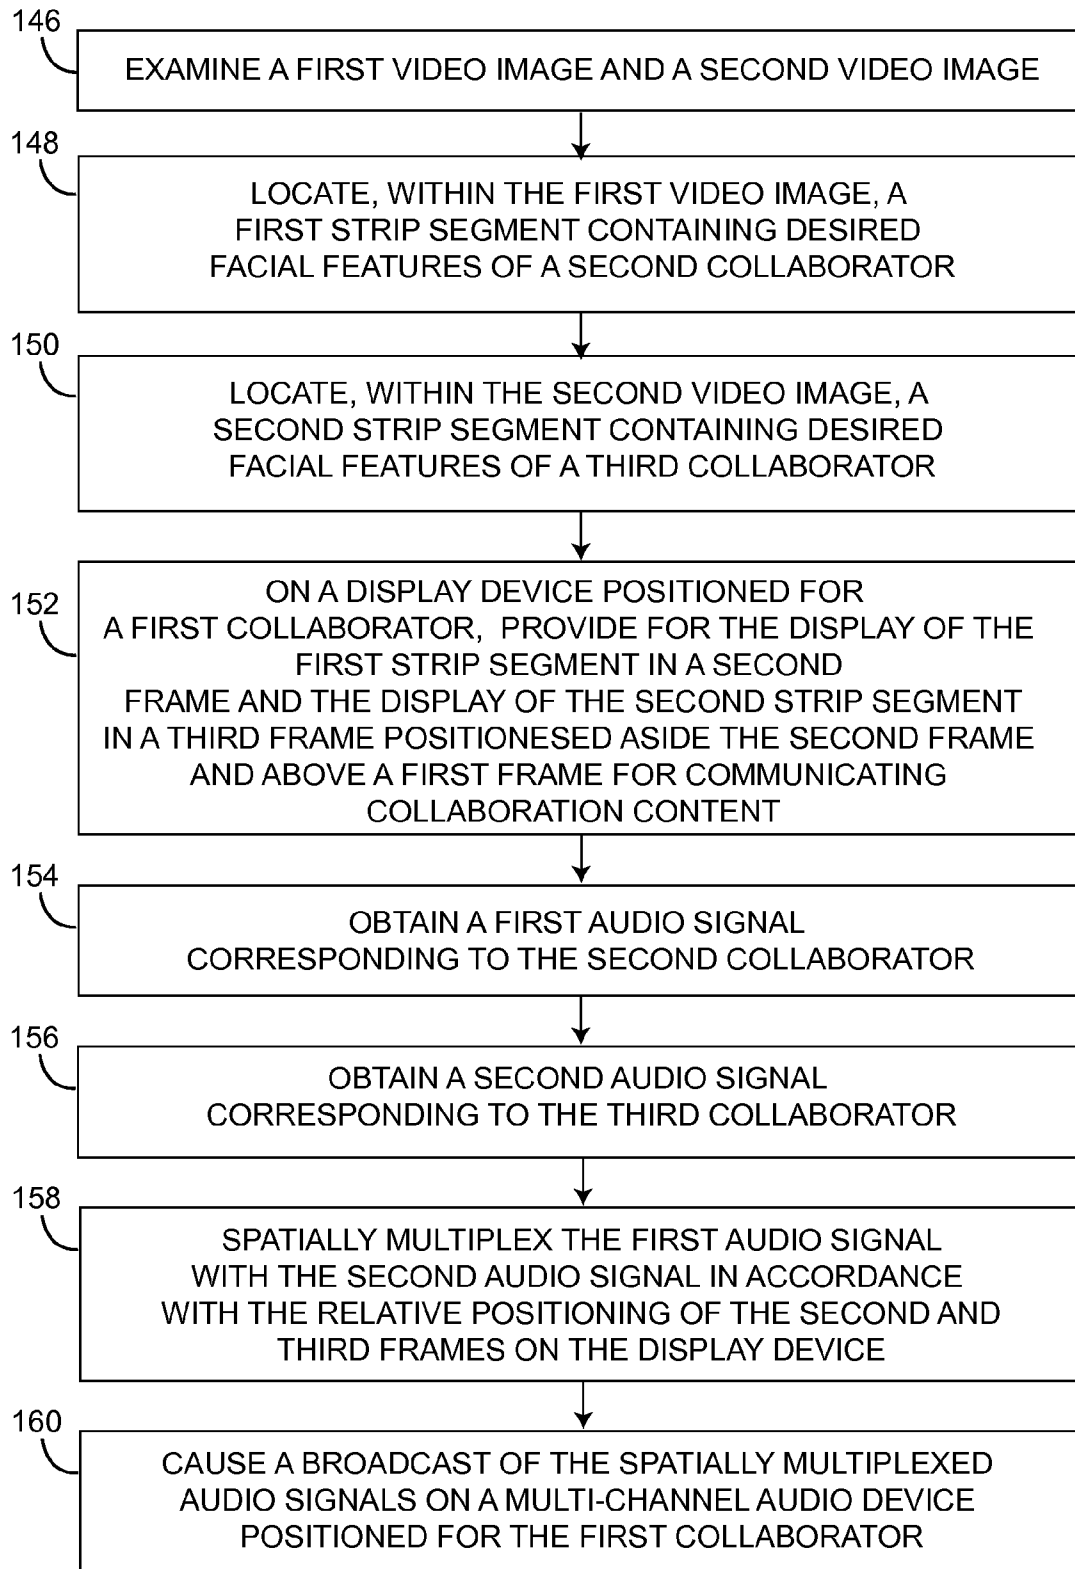 146
EXAMINE A FIRST VIDEO IMAGE AND A SECOND VIDEO IMAGE
148
LOCATE, WITHIN THE FIRST VIDEO IMAGE, A
FIRST STRIP SEGMENT CONTAINING DESIRED
FACIAL FEATURES OF A SECOND COLLABORATOR
150
LOCATE, WITHIN THE SECOND VIDEO IMAGE, A
SECOND STRIP SEGMENT CONTAINING DESIRED
FACIAL FEATURES OF A THIRD COLLABORATOR
152
ON A DISPLAY DEVICE POSITIONED FOR
A FIRST COLLABORATOR, PROVIDE FOR THE DISPLAY OF THE
FIRST STRIP SEGMENT IN A SECOND
FRAME AND THE DISPLAY OF THE SECOND STRIP SEGMENT
IN A THIRD FRAME POSITIONESED ASIDE THE SECOND FRAME
AND ABOVE A FIRST FRAME FOR COMMUNICATING
COLLABORATION CONTENT
154
OBTAIN A FIRST AUDIO SIGNAL
CORRESPONDING TO THE SECOND COLLABORATOR
156
OBTAIN A SECOND AUDIO SIGNAL
CORRESPONDING TO THE THIRD COLLABORATOR
158
SPATIALLY MULTIPLEX THE FIRST AUDIO SIGNAL
WITH THE SECOND AUDIO SIGNAL IN ACCORDANCE
WITH THE RELATIVE POSITIONING OF THE SECOND AND
THIRD FRAMES ON THE DISPLAY DEVICE
160
CAUSE A BROADCAST OF THE SPATIALLY MULTIPLEXED
AUDIO SIGNALS ON A MULTI-CHANNEL AUDIO DEVICE
POSITIONED FOR THE FIRST COLLABORATOR